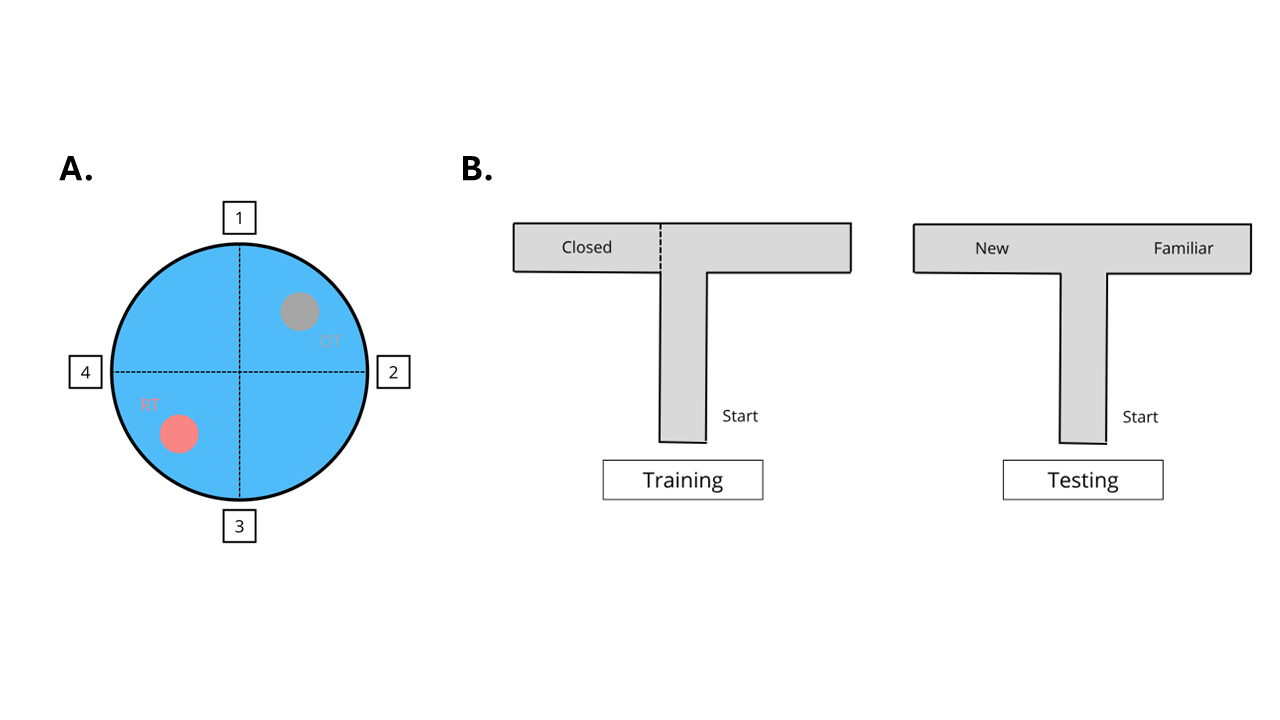 A.
1
OT
4
2
RT
3
B.
Closed
Start
Training
New
Familiar
Start
Testing